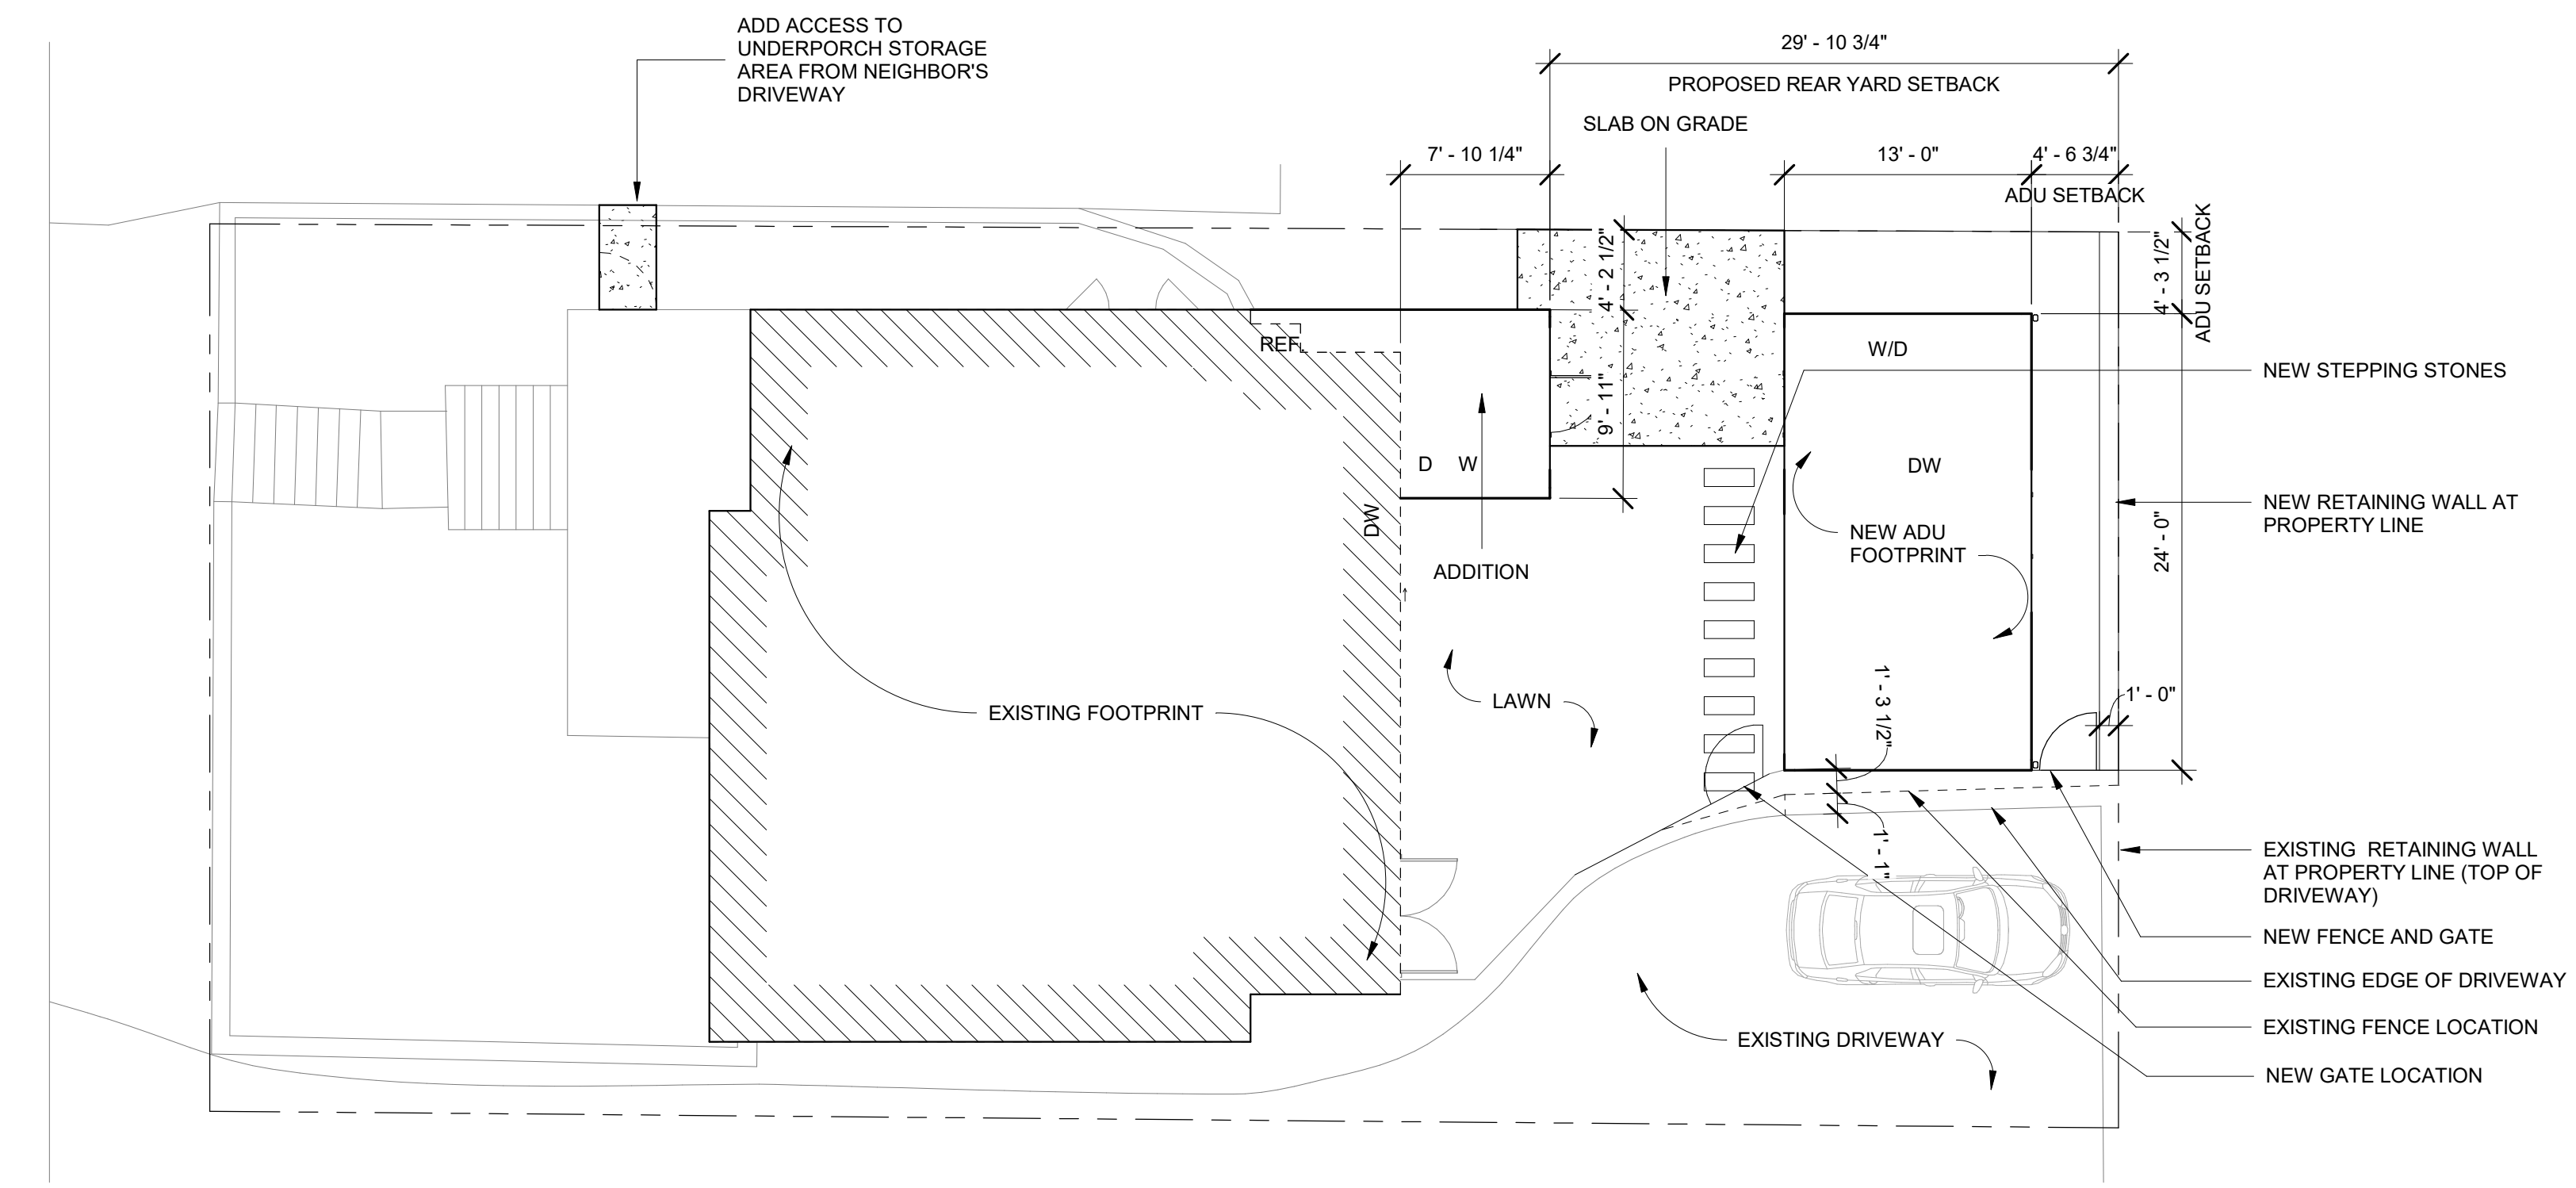 ADD ACCESS TO
UNDERPORCH STORAGE
AREA FROM NEIGHBOR'S
DRIVEWAY
29' - 10 3/4"
PROPOSED REAR YARD SETBACK
SLAB ON GRADE
7' - 10 1/4"
13' - 0"
4' - 6 3/4"
ADU SETBACK
4' - 2 1/2"
4' - 3 1/2"
ADU SETBACK
REF.
W/D
NEW STEPPING STONES
9' - 11"
D W
DW
DW
NEW RETAINING WALL AT
PROPERTY LINE
NEW ADU
FOOTPRINT
24' - 0"
ADDITION
LAWN
EXISTING FOOTPRINT
1' - 3 1/2"
1' - 0"
1' - 1"
EXISTING RETAINING WALL
AT PROPERTY LINE (TOP OF
DRIVEWAY)
NEW FENCE AND GATE
EXISTING EDGE OF DRIVEWAY
EXISTING FENCE LOCATION
EXISTING DRIVEWAY
NEW GATE LOCATION